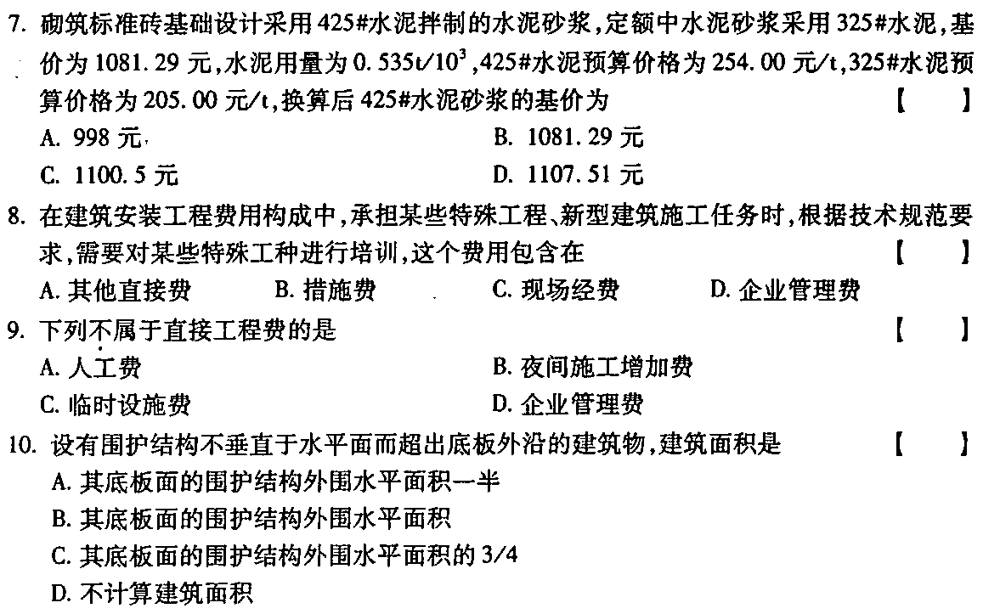 7. 砌筑标准砖基础设计采用425#水泥拌制的水泥砂浆,定额中水泥砂浆采用325#水泥,基
价为1081.29元,水泥用量为0.535t/10³,425#水泥预算价格为254.00元/t,325#水泥预
算价格为205.00元/t,换算后425#水泥砂浆的基价为 【 】
A. 998元 B. 1081.29元
C. 1100.5元 D. 1107.51元
8. 在建筑安装工程费用构成中,承担某些特殊工程、新型建筑施工任务时,根据技术规范要
求,需要对某些特殊工种进行培训,这个费用包含在 【 】
A. 其他直接费 B. 措施费 C. 现场经费 D. 企业管理费
9. 下列不属于直接工程费的是 【 】
A. 人工费 B. 夜间施工增加费
C. 临时设施费 D. 企业管理费
10. 设有围护结构不垂直于水平面而超出底板外沿的建筑物,建筑面积是 【 】
A. 其底板面的围护结构外围水平面积一半
B. 其底板面的围护结构外围水平面积
C. 其底板面的围护结构外围水平面积的3/4
D. 不计算建筑面积